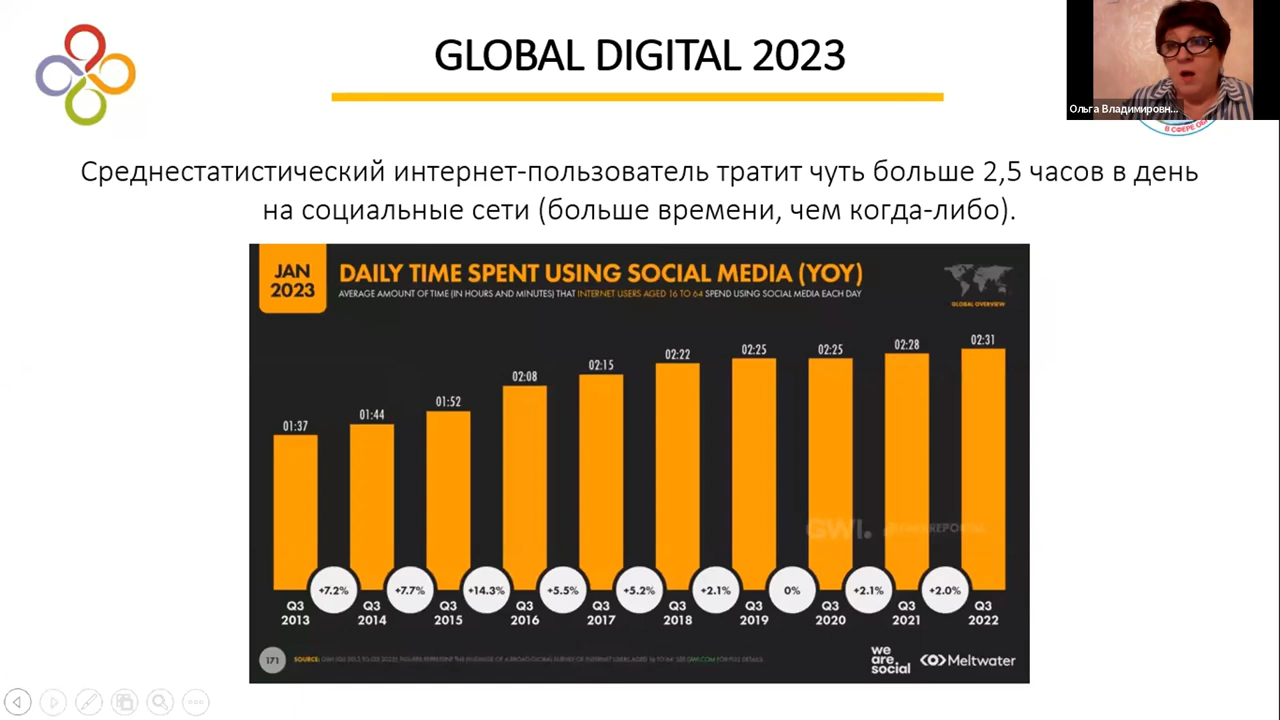 GLOBAL DIGITAL 2023
Ольга Владимировн...
В СФЕРЕ
Среднестатистический интернет-пользователь тратит чуть больше 2,5 часов в день
на социальные сети (больше времени, чем когда-либо).
JAN
2023
DAILY TIME SPENT USING SOCIAL MEDIA (YOY)
AVERAGE AMOUNT OF TIME (IN HOURS AND MINUTES) THAT INTERNET USERS AGED 16 TO 64 SPEND USING SOCIAL MEDIA EACH DAY
GLOBAL OVERVIEW
01:37 01:44 01:52 02:08 02:15 02:22 02:25 02:25 02:28 02:31
GWI.
+7.2% +7.7% +14.3% +5.5% +5.2% +2.1% 0% +2.1% +2.0%
Q3 Q3 Q3 Q3 Q3 Q3 Q3 Q3 Q3 Q3
2013 2014 2015 2016 2017 2018 2019 2020 2021 2022
171
SOURCE:
we
are.
social
Meltwater